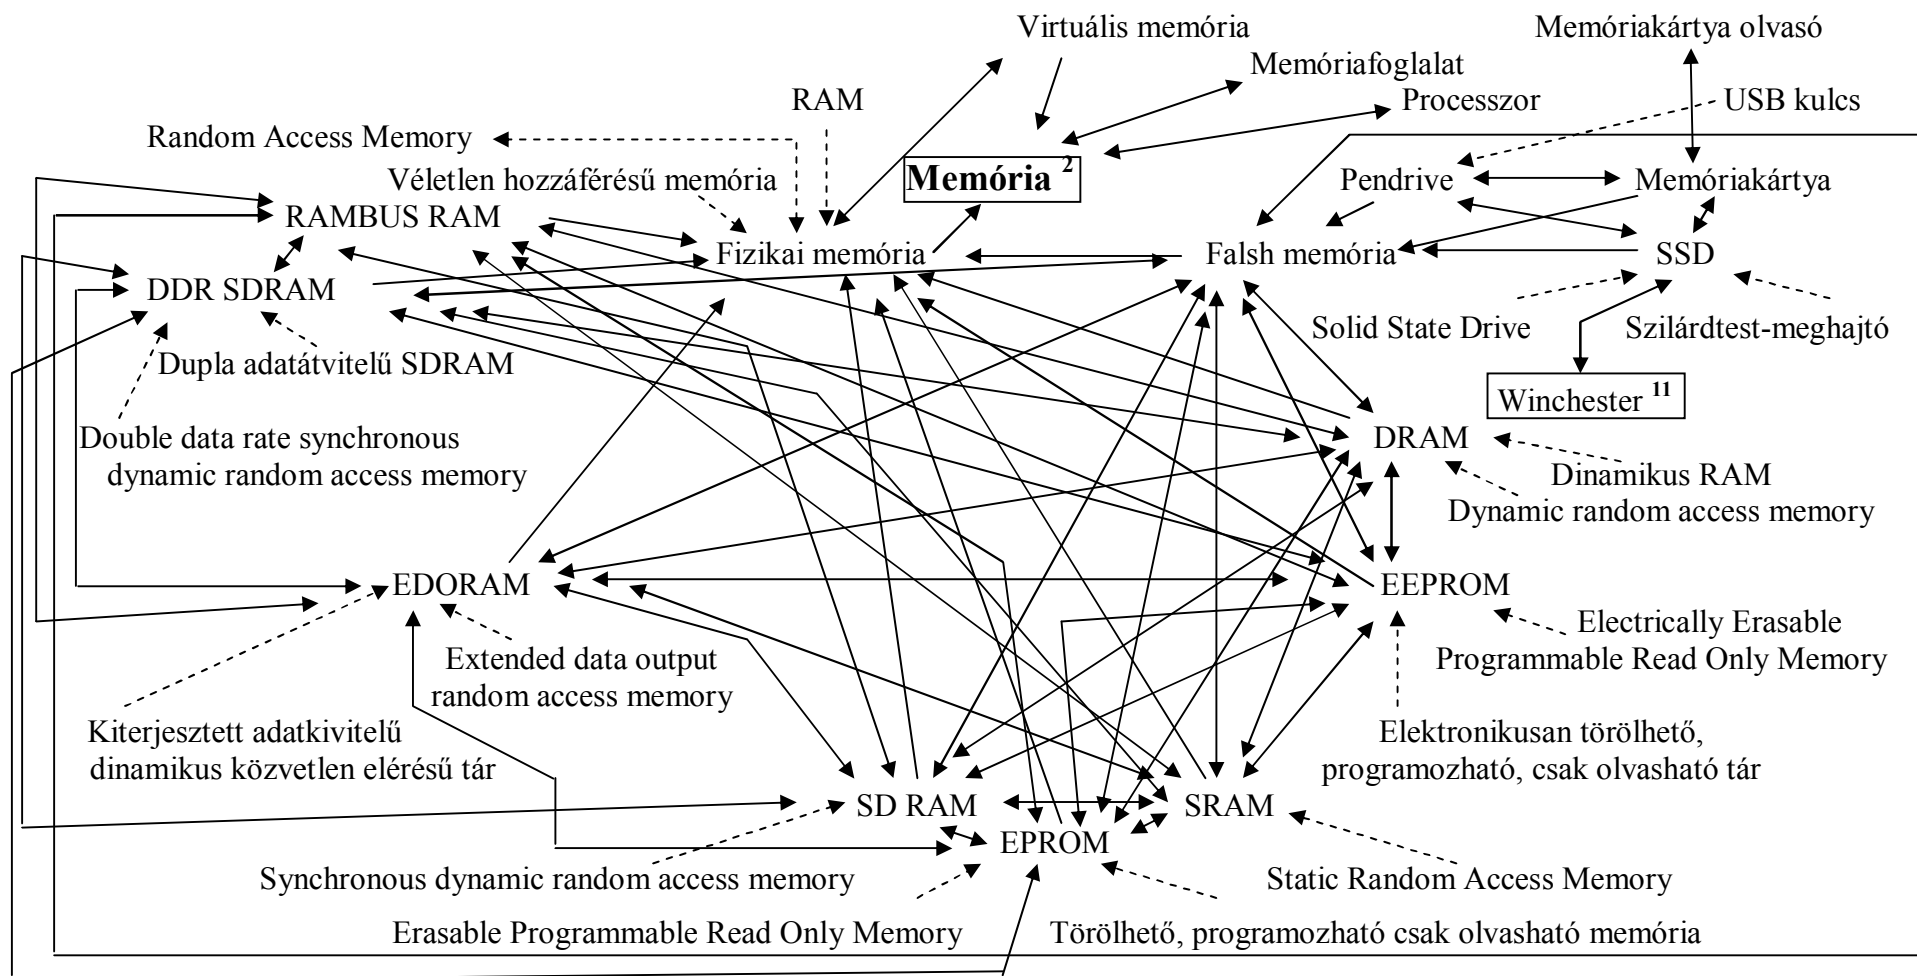 Virtuális memória
Memóriakártya olvasó
Memóriafoglalat
RAM
Processzor
USB kulcs
Random Access Memory
Memória 2
Véletlen hozzáférésű memória
Pendrive
Memóriakártya
RAMBUS RAM
Fizikai memória
Falsh memória
SSD
DDR SDRAM
Solid State Drive
Szilárdtest-meghajtó
Dupla adatátvitelű SDRAM
Winchester 11
Double data rate synchronous
dynamic random access memory
DRAM
Dinamikus RAM
Dynamic random access memory
EDORAM
EEPROM
Electrically Erasable
Programmable Read Only Memory
Extended data output
random access memory
Kiterjesztett adatkivitelű
dinamikus közvetlen elérésű tár
Elektronikusan törölhető,
programozható, csak olvasható tár
SD RAM
SRAM
EPROM
Synchronous dynamic random access memory
Static Random Access Memory
Erasable Programmable Read Only Memory
Törölhető, programozható csak olvasható memória